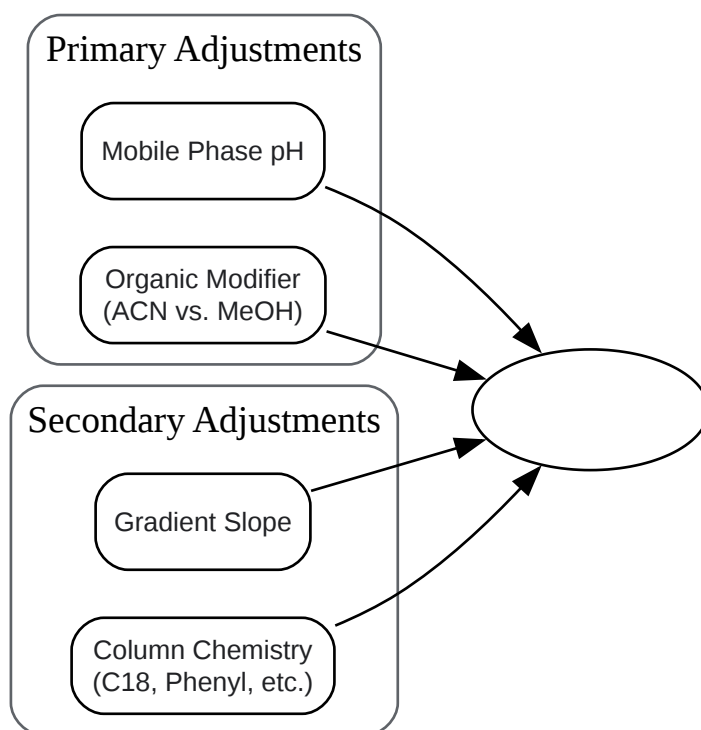 Primary Adjustments
Mobile Phase pH
Organic Modifier
(ACN vs. MeOH)
Secondary Adjustments
Gradient Slope
Column Chemistry
(C18, Phenyl, etc.)